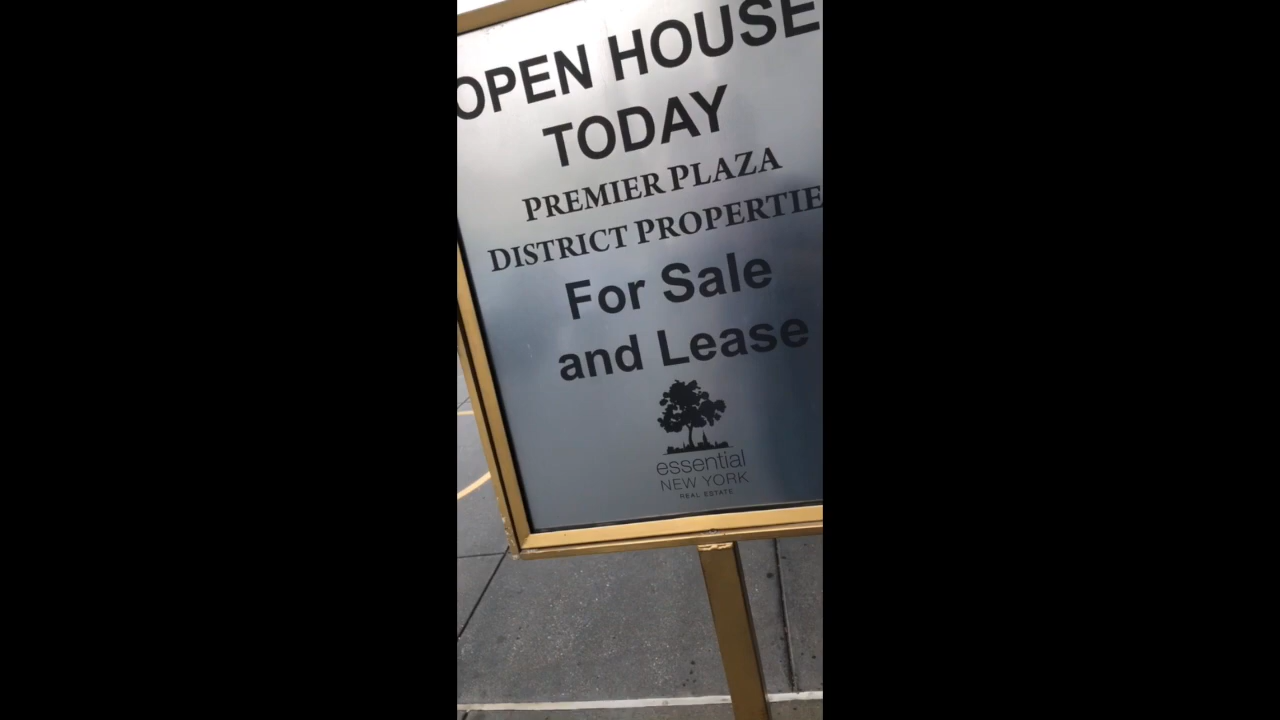 OPEN HOUSE
TODAY
PREMIER PLAZA
DISTRICT PROPERTIE
For Sale
and Lease
essential
NEW YORK
REAL ESTATE